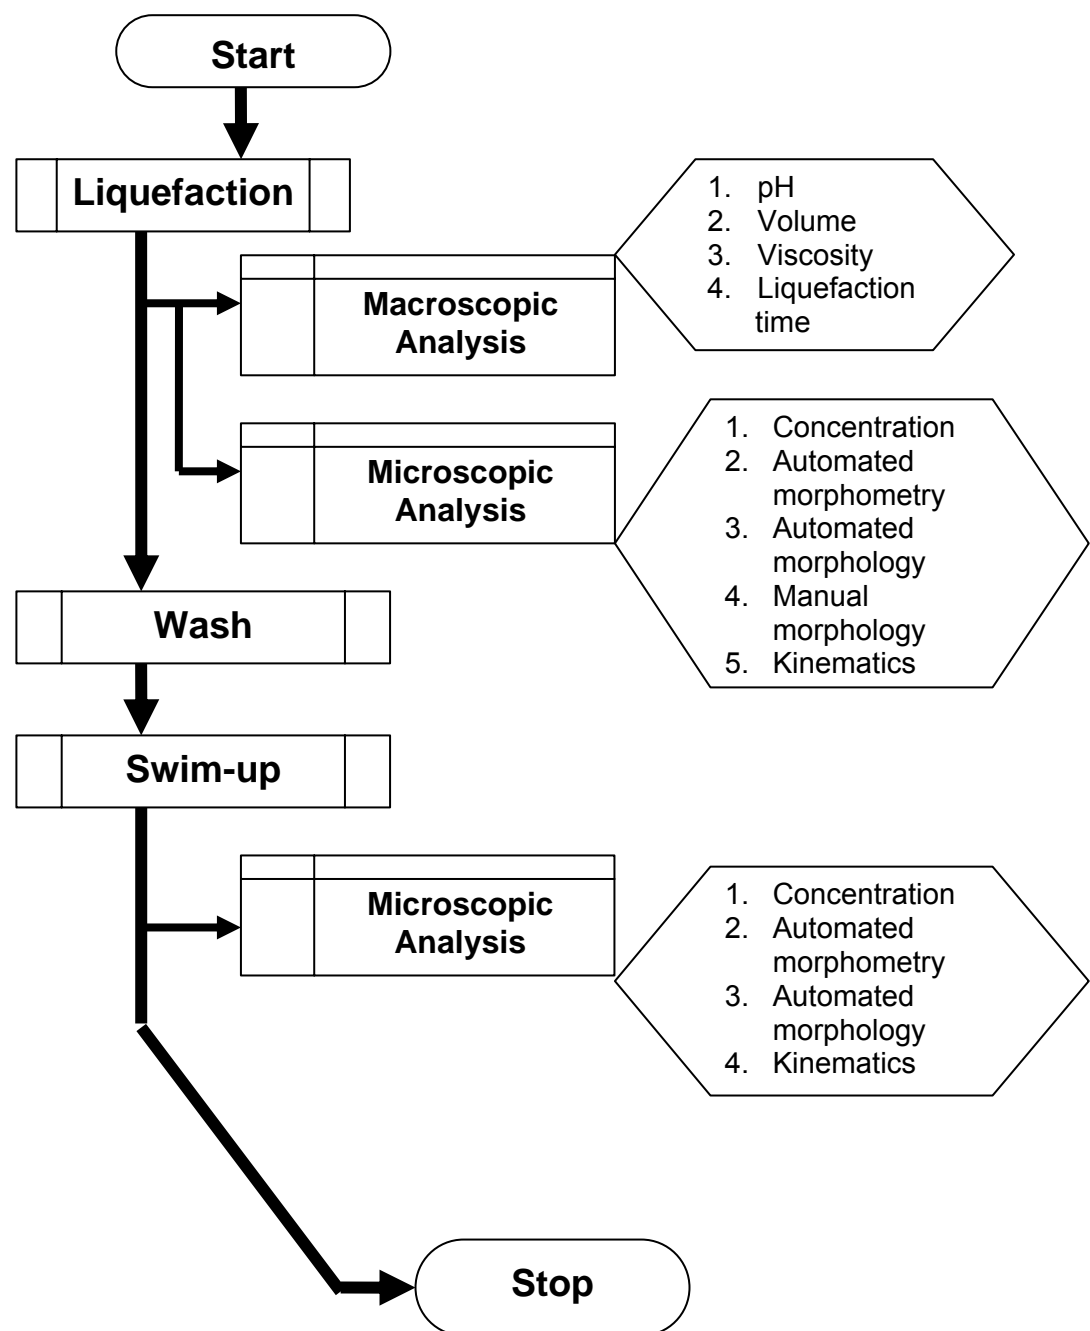 Start
Liquefaction
1. pH
2. Volume
3. Viscosity
4. Liquefaction
time
Macroscopic
Analysis
Microscopic
Analysis
1. Concentration
2. Automated
morphometry
3. Automated
morphology
4. Manual
morphology
5. Kinematics
Wash
Swim-up
Microscopic
Analysis
1. Concentration
2. Automated
morphometry
3. Automated
morphology
4. Kinematics
Stop